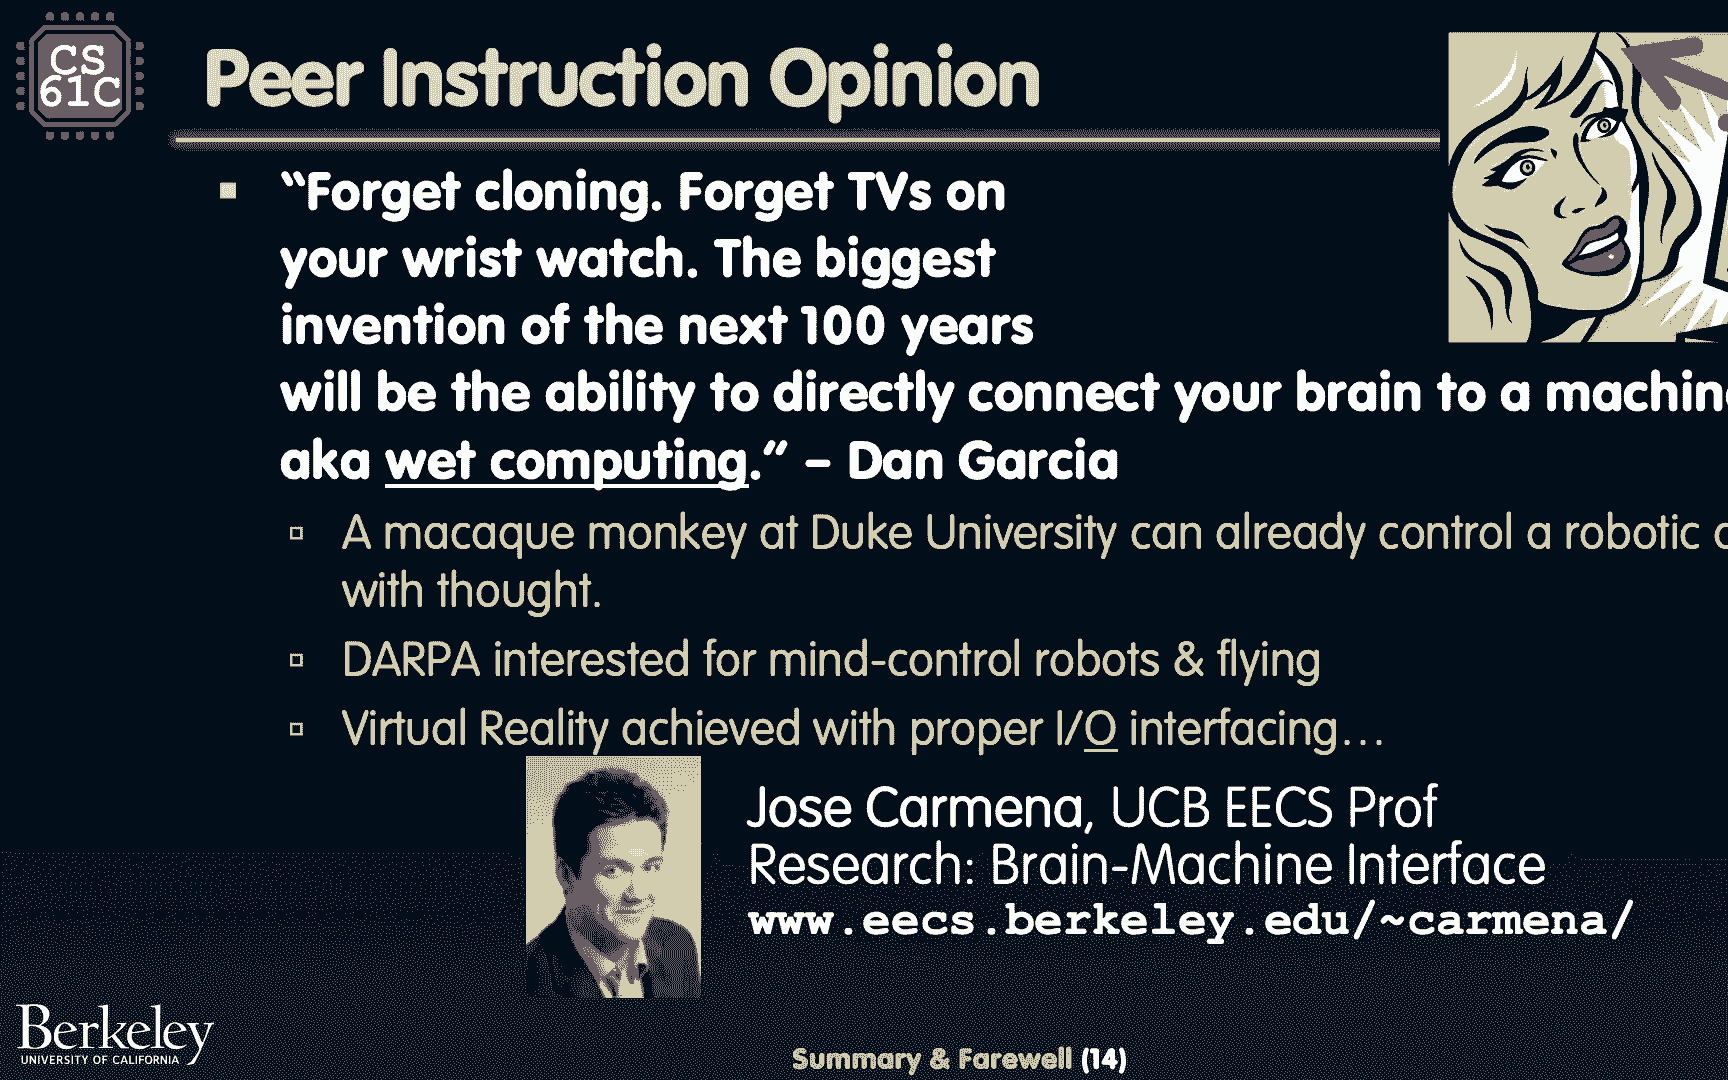 CS
61C
Peer Instruction Opinion
“Forget cloning. Forget TVs on
your wrist watch. The biggest
invention of the next 100 years
will be the ability to directly connect your brain to a machin
aka wet computing.” – Dan Garcia
A macaque monkey at Duke University can already control a robotic
with thought.
DARPA interested for mind-control robots & flying
Virtual Reality achieved with proper I/O interfacing…
Jose Carmena, UCB EECS Prof
Research: Brain-Machine Interface
www.eecs.berkeley.edu/~carmena/
Berkeley
UNIVERSITY OF CALIFORNIA
Summary & Farewell (14)